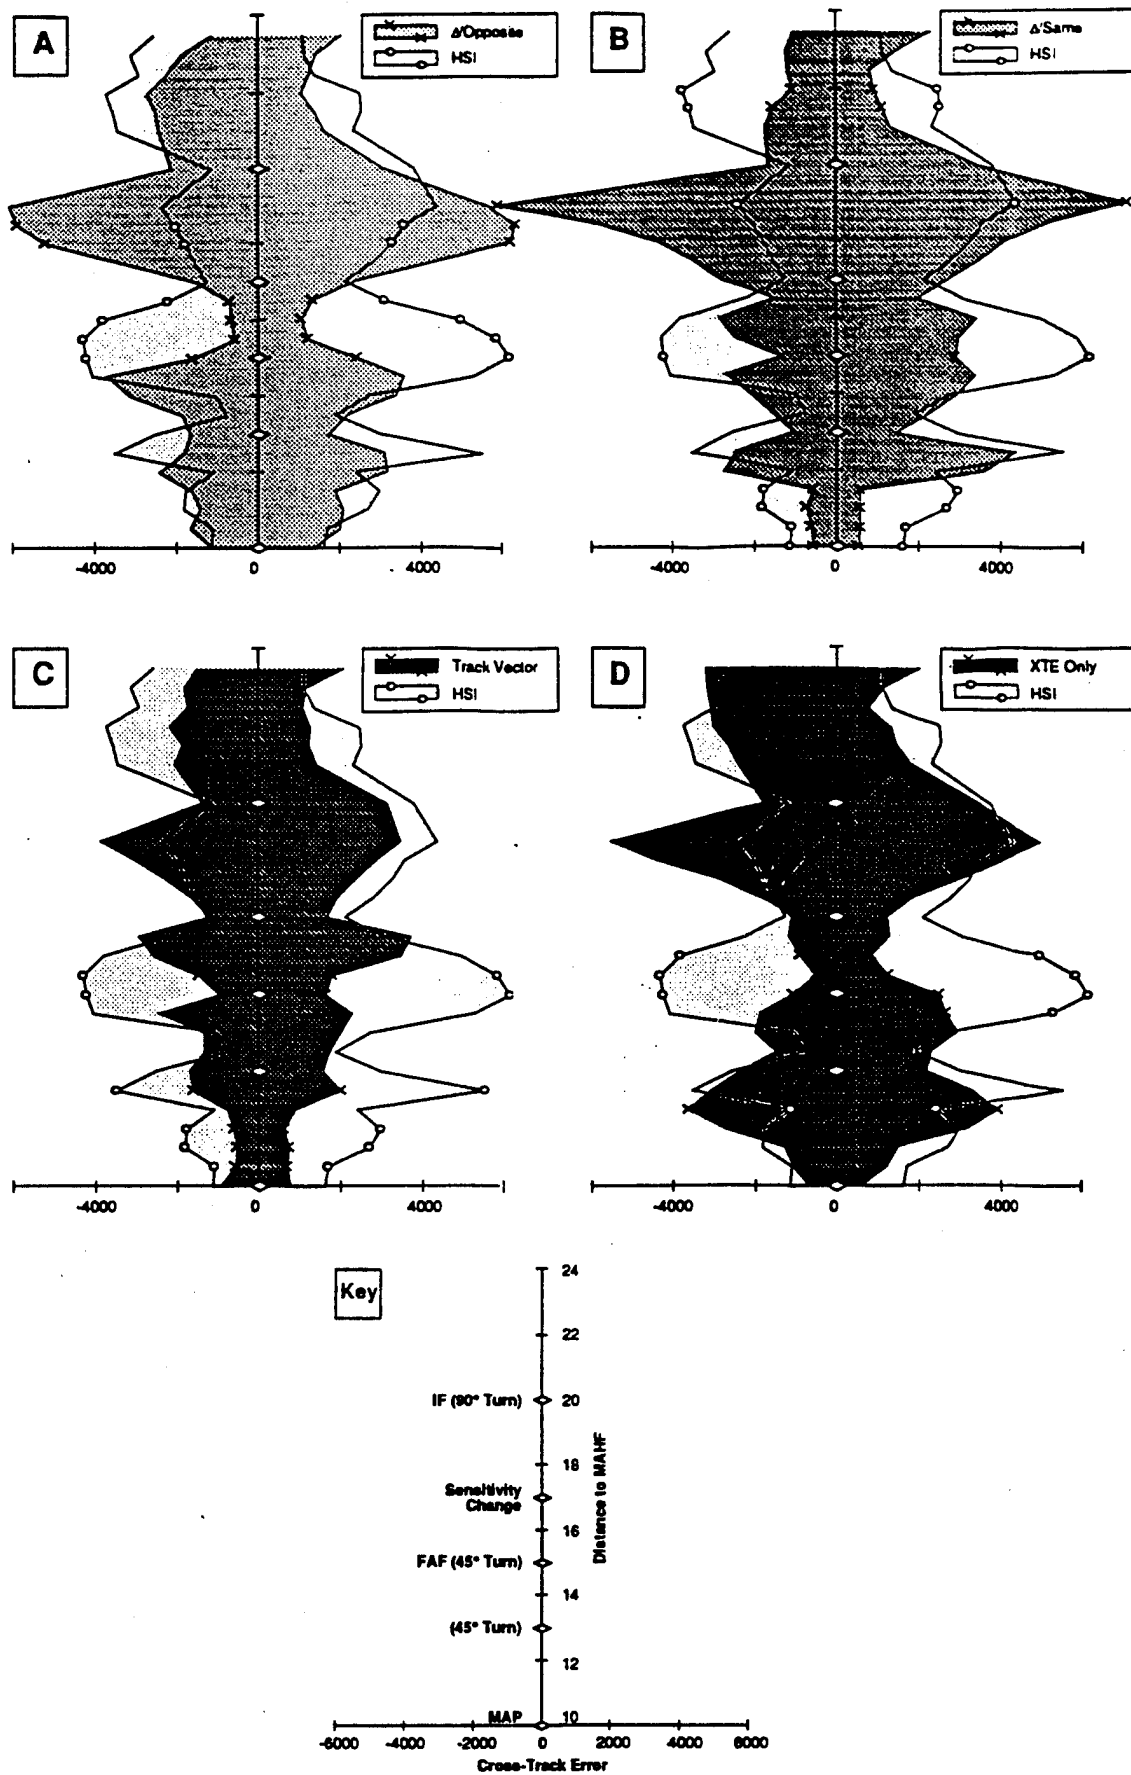 A
Δ/Opposite
HSI
B
Δ/Same
HSI
-4000 0 4000
-4000 0 4000
C
Track Vector
HSI
D
XTE Only
HSI
-4000 0 4000
-4000 0 4000
Key
24
22
IF (90° Turn) 20
18
Sensitivity
Change
16
FAF (45° Turn) 15
14
(45° Turn) 13
12
MAP 10
Distance to MAHF
-6000 -4000 -2000 0 2000 4000 6000
Cross-Track Error